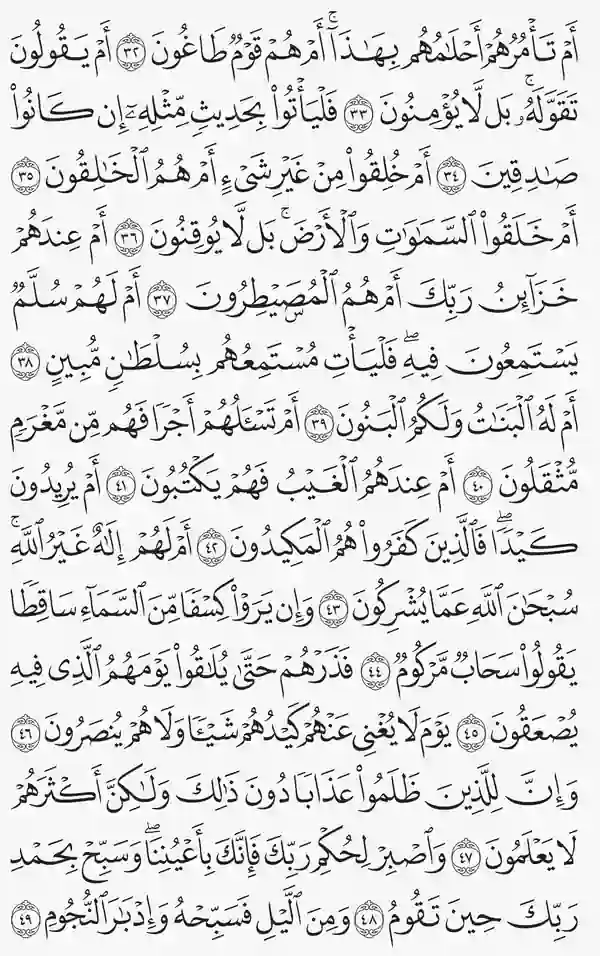 أَمْ تَأْمُرُهُمْ أَحْلَٰمُهُم بِهَٰذَآ ۚ أَمْ هُمْ قَوْمٌ طَاغُونَ ٣٢ أَمْ يَقُولُونَ
تَقَوَّلَهُۥ ۚ بَل لَّا يُؤْمِنُونَ ٣٣ فَلْيَأْتُوا۟ بِحَدِيثٍ مِّثْلِهِۦٓ إِن كَانُوا۟
صَٰدِقِينَ ٣٤ أَمْ خُلِقُوا۟ مِنْ غَيْرِ شَىْءٍ أَمْ هُمُ ٱلْخَٰلِقُونَ ٣٥
أَمْ خَلَقُوا۟ ٱلسَّمَٰوَٰتِ وَٱلْأَرْضَ ۚ بَل لَّا يُوقِنُونَ ٣٦ أَمْ عِندَهُمْ
خَزَآئِنُ رَبِّكَ أَمْ هُمُ ٱلْمُصَۣيْطِرُونَ ٣٧ أَمْ لَهُمْ سُلَّمٌ
يَسْتَمِعُونَ فِيهِ ۖ فَلْيَأْتِ مُسْتَمِعُهُم بِسُلْطَٰنٍ مُّبِينٍ ٣٨
أَمْ لَهُ ٱلْبَنَٰتُ وَلَكُمُ ٱلْبَنُونَ ٣٩ أَمْ تَسْـَٔلُهُمْ أَجْرًا فَهُم مِّن مَّغْرَمٍ
مُّثْقَلُونَ ٤٠ أَمْ عِندَهُمُ ٱلْغَيْبُ فَهُمْ يَكْتُبُونَ ٤١ أَمْ يُرِيدُونَ
كَيْدًا ۖ فَٱلَّذِينَ كَفَرُوا۟ هُمُ ٱلْمَكِيدُونَ ٤٢ أَمْ لَهُمْ إِلَٰهٌ غَيْرُ ٱللَّهِ ۚ
سُبْحَٰنَ ٱللَّهِ عَمَّا يُشْرِكُونَ ٤٣ وَإِن يَرَوْا۟ كِسْفًا مِّنَ ٱلسَّمَآءِ سَاقِطًا
يَقُولُوا۟ سَحَابٌ مَّرْكُومٌ ٤٤ فَذَرْهُمْ حَتَّىٰ يُلَٰقُوا۟ يَوْمَهُمُ ٱلَّذِى فِيهِ
يُصْعَقُونَ ٤٥ يَوْمَ لَا يُغْنِى عَنْهُمْ كَيْدُهُمْ شَيْـًٔا وَلَا هُمْ يُنصَرُونَ ٤٦
وَإِنَّ لِلَّذِينَ ظَلَمُوا۟ عَذَابًا دُونَ ذَٰلِكَ وَلَٰكِنَّ أَكْثَرَهُمْ
لَا يَعْلَمُونَ ٤٧ وَٱصْبِرْ لِحُكْمِ رَبِّكَ فَإِنَّكَ بِأَعْيُنِنَا ۖ وَسَبِّحْ بِحَمْدِ
رَبِّكَ حِينَ تَقُومُ ٤٨ وَمِنَ ٱلَّيْلِ فَسَبِّحْهُ وَإِدْبَٰرَ ٱلنُّجُومِ ٤٩